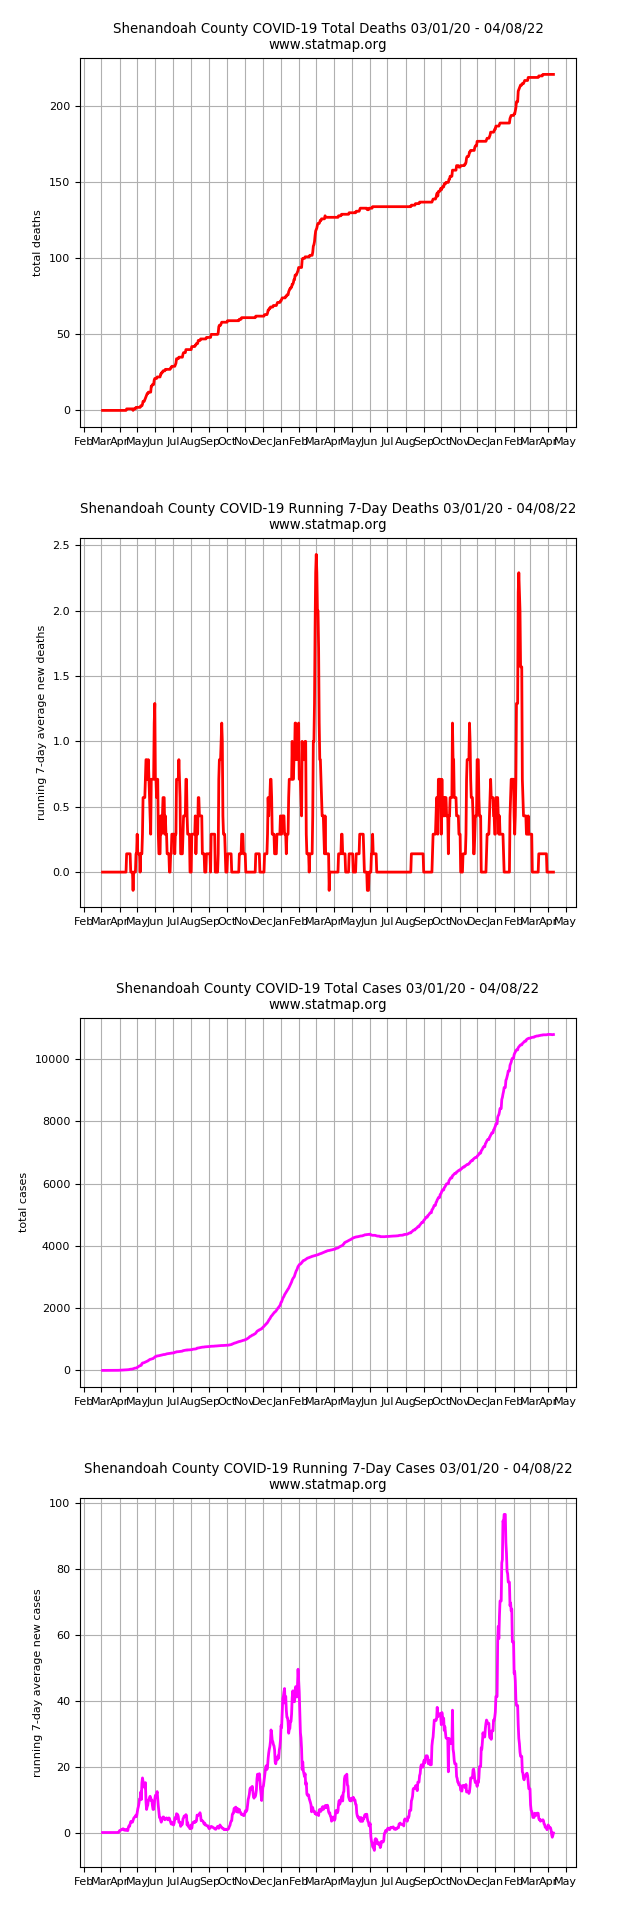 Shenandoah County COVID-19 Total Deaths 03/01/20 - 04/08/22
www.statmap.org
200
150
100
50
0
total deaths
Feb Mar Apr May Jun Jul Aug Sep Oct Nov Dec Jan Feb Mar Apr May Jun Jul Aug Sep Oct Nov Dec Jan Feb Mar Apr May
Shenandoah County COVID-19 Running 7-Day Deaths 03/01/20 - 04/08/22
www.statmap.org
2.5
2.0
1.5
1.0
0.5
0.0
running 7-day average new deaths
Feb Mar Apr May Jun Jul Aug Sep Oct Nov Dec Jan Feb Mar Apr May Jun Jul Aug Sep Oct Nov Dec Jan Feb Mar Apr May
Shenandoah County COVID-19 Total Cases 03/01/20 - 04/08/22
www.statmap.org
10000
8000
6000
4000
2000
0
total cases
Feb Mar Apr May Jun Jul Aug Sep Oct Nov Dec Jan Feb Mar Apr May Jun Jul Aug Sep Oct Nov Dec Jan Feb Mar Apr May
Shenandoah County COVID-19 Running 7-Day Cases 03/01/20 - 04/08/22
www.statmap.org
100
80
60
40
20
0
running 7-day average new cases
Feb Mar Apr May Jun Jul Aug Sep Oct Nov Dec Jan Feb Mar Apr May Jun Jul Aug Sep Oct Nov Dec Jan Feb Mar Apr May